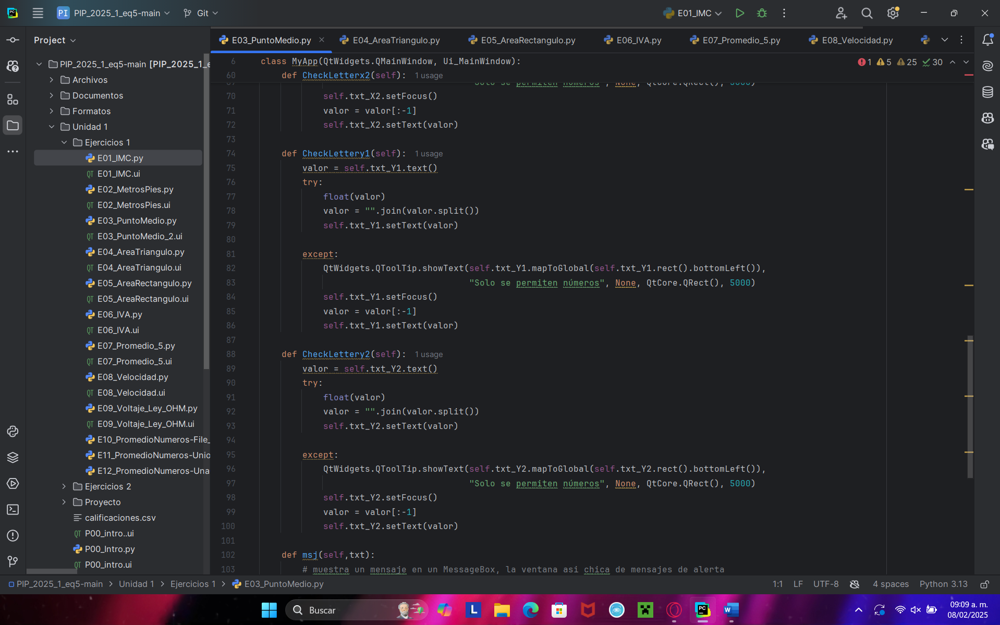 PI PIP_2025_1_eq5-main Git E01_IMC
Project
E03_PuntoMedio.py E04_AreaTriangulo.py E05_AreaRectangulo.py E06_IVA.py E07_Promedio_5.py E08_Velocidad.py
PIP_2025_1_eq5-main [PIP_2025_1_e
Archivos
Documentos
Formatos
Unidad 1
Ejercicios 1
E01_IMC.py
E01_IMC.ui
E02_MetrosPies.py
E02_MetrosPies.ui
E03_PuntoMedio.py
E03_PuntoMedio_2.ui
E04_AreaTriangulo.py
E04_AreaTriangulo.ui
E05_AreaRectangulo.py
E05_AreaRectangulo.ui
E06_IVA.py
E06_IVA.ui
E07_Promedio_5.py
E07_Promedio_5.ui
E08_Velocidad.py
E08_Velocidad.ui
E09_Voltaje_Ley_OHM.py
E09_Voltaje_Ley_OHM.ui
E10_PromedioNumeros-File_
E11_PromedioNumeros-Unio
E12_PromedioNumeros-Una
Ejercicios 2
Proyecto
calificaciones.csv
P00_intro..ui
P00_Intro.py
P00_intro.ui
6 class MyApp(QtWidgets.QMainWindow, Ui_MainWindow): 1 5 25 30
60 def CheckLetterx2(self): 1 usage
69 "Solo se permiten números", None, QtCore.QRect(), 5000)
70 self.txt_X2.setFocus()
71 valor = valor[:-1]
72 self.txt_X2.setText(valor)
73
74 def CheckLettery1(self): 1 usage
75 valor = self.txt_Y1.text()
76 try:
77 float(valor)
78 valor = "".join(valor.split())
79 self.txt_Y1.setText(valor)
80
81 except:
82 QtWidgets.QToolTip.showText(self.txt_Y1.mapToGlobal(self.txt_Y1.rect().bottomLeft()),
83 "Solo se permiten números", None, QtCore.QRect(), 5000)
84 self.txt_Y1.setFocus()
85 valor = valor[:-1]
86 self.txt_Y1.setText(valor)
87
88 def CheckLettery2(self): 1 usage
89 valor = self.txt_Y2.text()
90 try:
91 float(valor)
92 valor = "".join(valor.split())
93 self.txt_Y2.setText(valor)
94
95 except:
96 QtWidgets.QToolTip.showText(self.txt_Y2.mapToGlobal(self.txt_Y2.rect().bottomLeft()),
97 "Solo se permiten números", None, QtCore.QRect(), 5000)
98 self.txt_Y2.setFocus()
99 valor = valor[:-1]
100 self.txt_Y2.setText(valor)
101
102 def msj(self,txt):
103 # muestra un mensaje en un MessageBox, la ventana asi chica de mensajes de alerta
PIP_2025_1_eq5-main > Unidad 1 > Ejercicios 1 > E03_PuntoMedio.py 1:1 LF UTF-8 4 spaces Python 3.13
Buscar
09:09 a. m.
08/02/2025